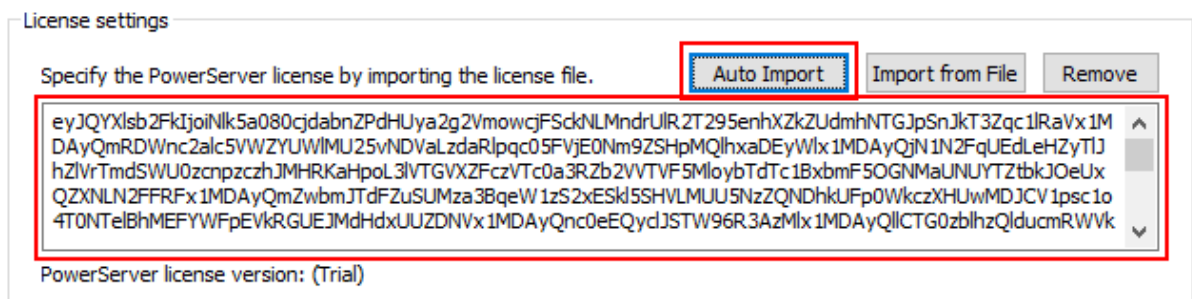 License settings
Specify the PowerServer license by importing the license file.
Auto Import
Import from File
Remove
eyJQYXlsb2FkIjoiNlk5a080cjdabnZPdHUya2g2VmowcjFSckNLMndrUlR2T295enhXZkZUdmhNTGJpSnJkT3Zqc1lRaVx1M
DAyQmRDWnc2alc5VWZYUWlMU25vNDVaLzdaRlpqc05FVjE0Nm9ZSHpMQlhxaDEyWlx1MDAyQjN1N2FqUEdLeHZyTlJ
hZlVrTmdSWU0zcnpzczhJMHRKaHpoL3lVTGVXZFczVTc0a3RZb2VVTVF5MloybTdTc1BxbmF5OGNMaUNUYTZtbkJOeUx
QZXNLN2FFRFx1MDAyQmZwbmJTdFZuSUMza3BqeW1zS2xESkl5SHVLMUU5NzZQNDhkUFp0WkczXHUwMDJCV1psc1o
4T0NTelBhMEFYWFpEVkRGUEJMdHdxUUZDNVx1MDAyQnc0eEQyclJSTW96R3AzMlx1MDAyQllCTG0zblhzQlducmRWVk
PowerServer license version: (Trial)